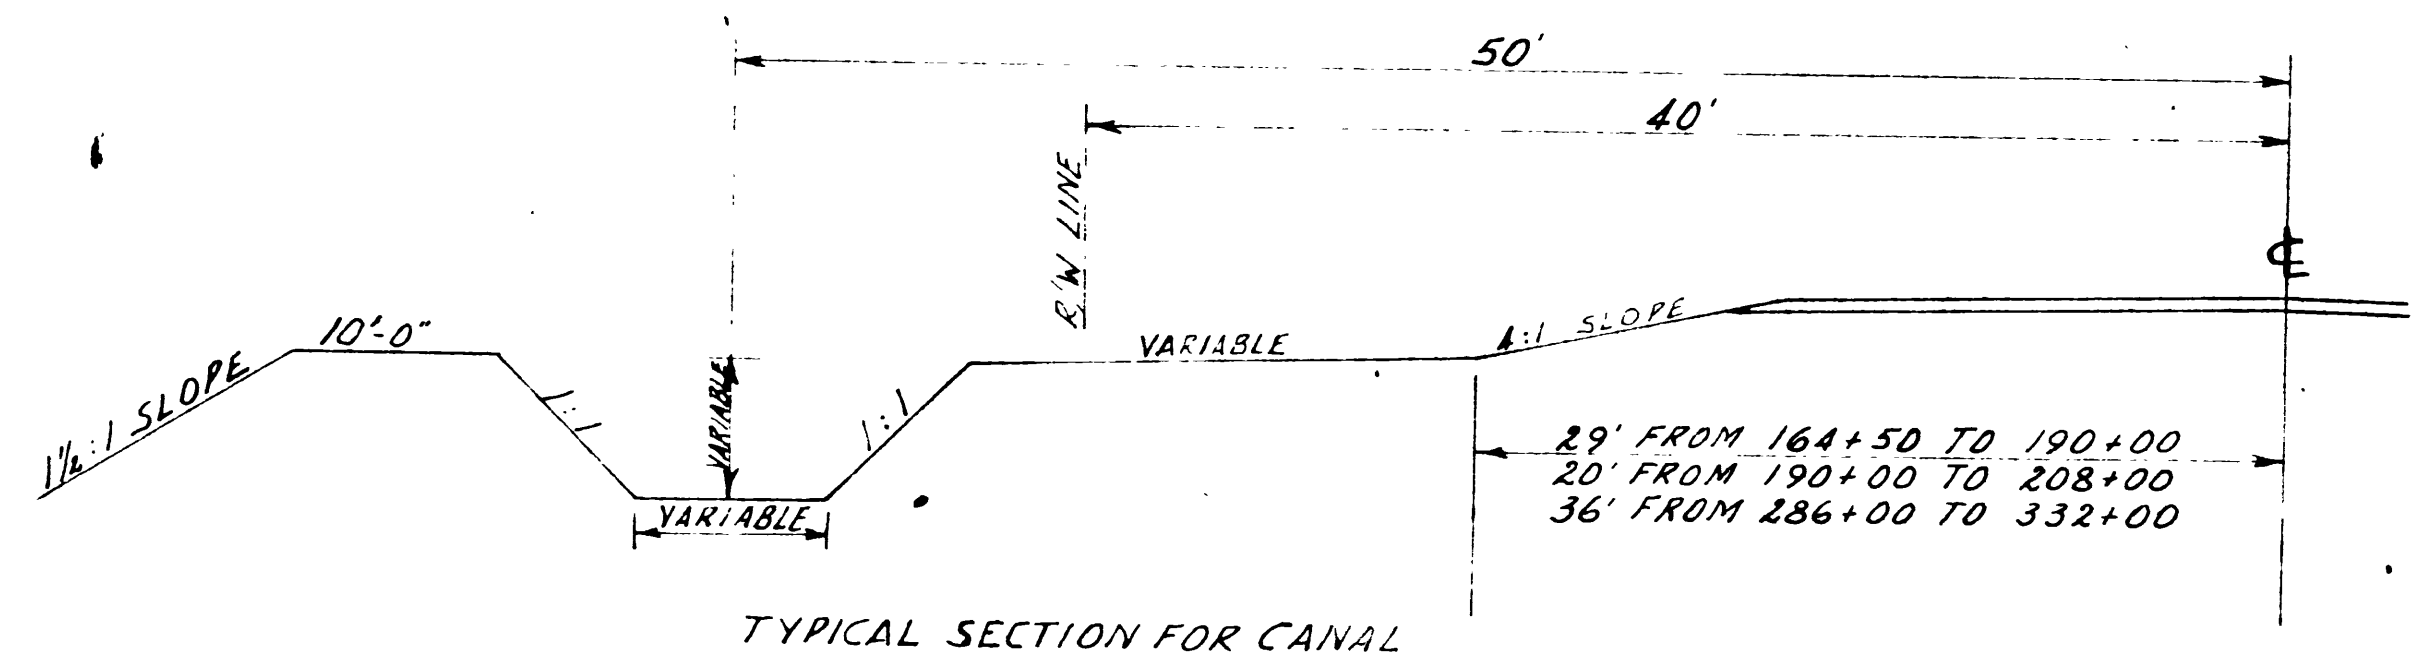 50'
40'
R/W LINE
℄
10'-0"
1½:1 SLOPE
1:1
VARIABLE
1:1
VARIABLE
VARIABLE
4:1 SLOPE
29' FROM 164+50 TO 190+00
20' FROM 190+00 TO 208+00
36' FROM 286+00 TO 332+00
TYPICAL SECTION FOR CANAL